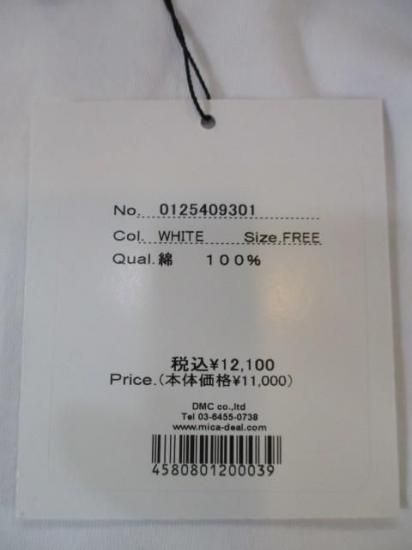 No. 0125409301
Col. WHITE Size.FREE
Qual.綿 100%
税込¥12,100
Price.(本体価格¥11,000)
DMC co.,ltd
Tel 03-6455-0738
www.mica-deal.com
4580801200039